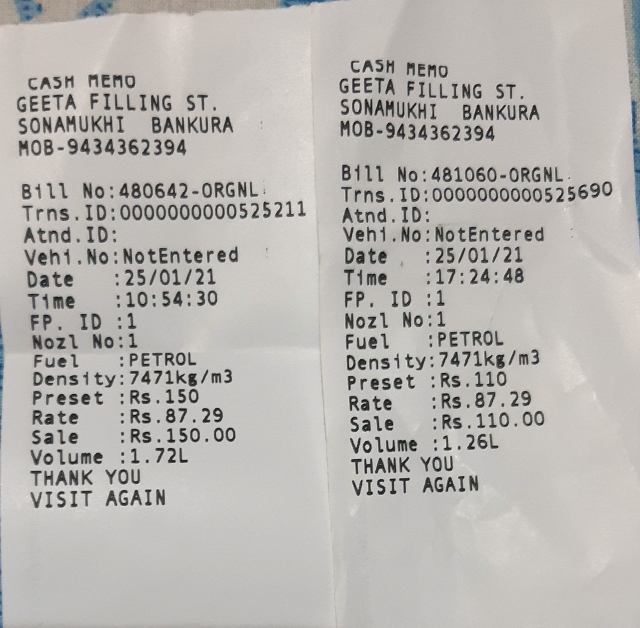 CASH MEMO
GEETA FILLING ST.
SONAMUKHI BANKURA
MOB-9434362394
Bill No:480642-ORGNL
Trns.ID:0000000000525211
Atnd.ID:
Vehi.No:NotEntered
Date :25/01/21
Time :10:54:30
FP. ID :1
Nozl No:1
Fuel :PETROL
Density:7471kg/m3
Preset :Rs.150
Rate :Rs.87.29
Sale :Rs.150.00
Volume :1.72L
THANK YOU
VISIT AGAIN
CASH MEMO
GEETA FILLING ST.
SONAMUKHI BANKURA
MOB-9434362394
Bill No:481060-ORGNL
Trns.ID:0000000000525690
Atnd.ID:
Vehi.No:NotEntered
Date :25/01/21
Time :17:24:48
FP. ID :1
Nozl No:1
Fuel :PETROL
Density:7471kg/m3
Preset :Rs.110
Rate :Rs.87.29
Sale :Rs.110.00
Volume :1.26L
THANK YOU
VISIT AGAIN